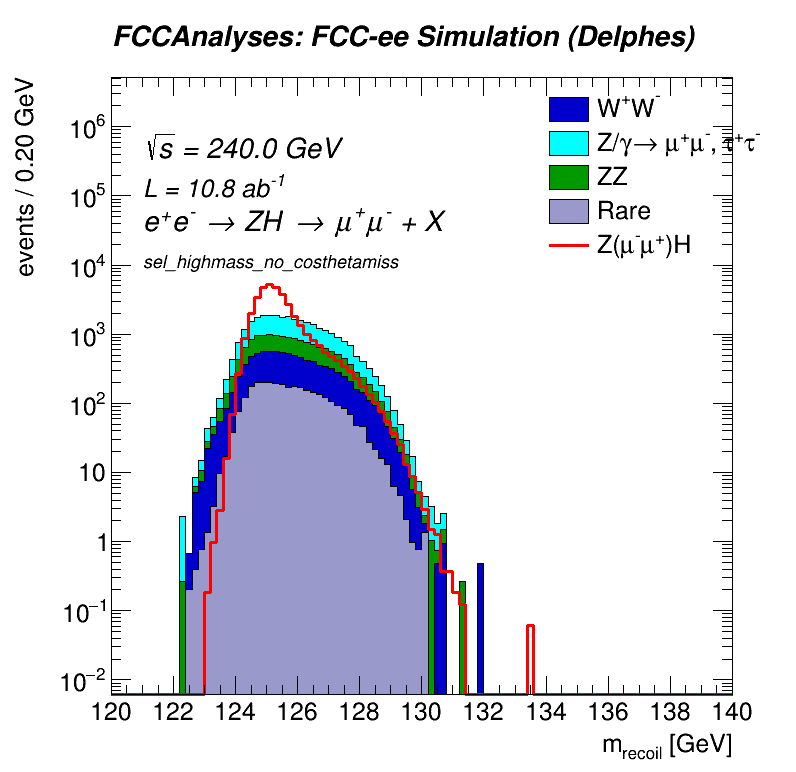 FCCAnalyses: FCC-ee Simulation (Delphes)
events / 0.20 GeV
√s = 240.0 GeV
L = 10.8 ab⁻¹
e⁺e⁻ → ZH → μ⁺μ⁻ + X
sel_highmass_no_costhetamiss
W⁺W⁻
Z/γ→ μ⁺μ⁻, τ⁺τ⁻
ZZ
Rare
Z(μ⁻μ⁺)H
10⁶
10⁵
10⁴
10³
10²
10
1
10⁻¹
10⁻²
120 122 124 126 128 130 132 134 136 138 140
m_recoil [GeV]